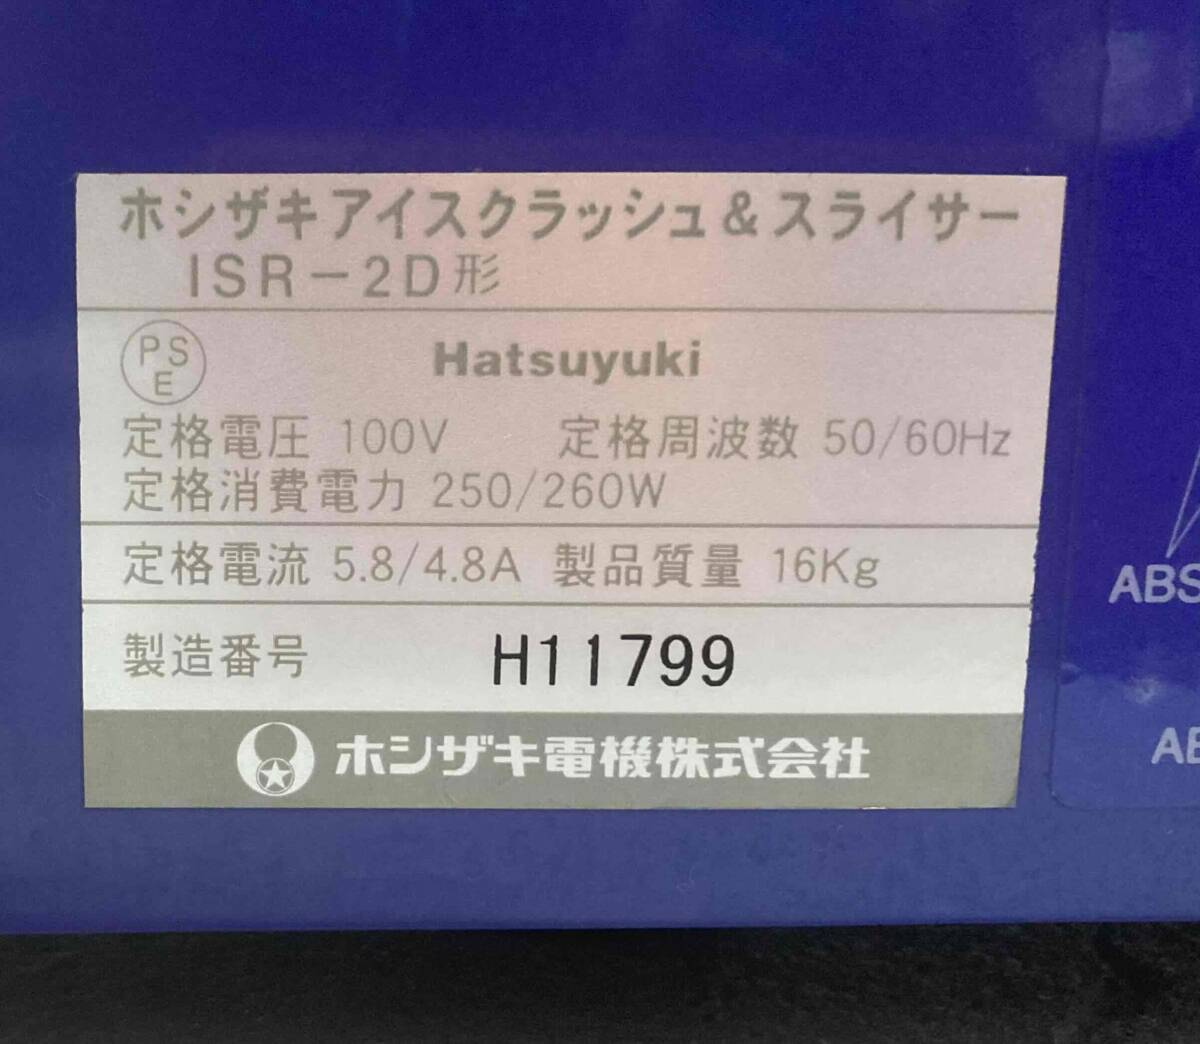 ホシザキアイスクラッシュ&スライサー
ISR-2D形
PS
E
Hatsuyuki
定格電圧 100V 定格周波数 50/60Hz
定格消費電力 250/260W
定格電流 5.8/4.8A 製品質量 16Kg
製造番号 H11799
ホシザキ電機株式会社
ABS